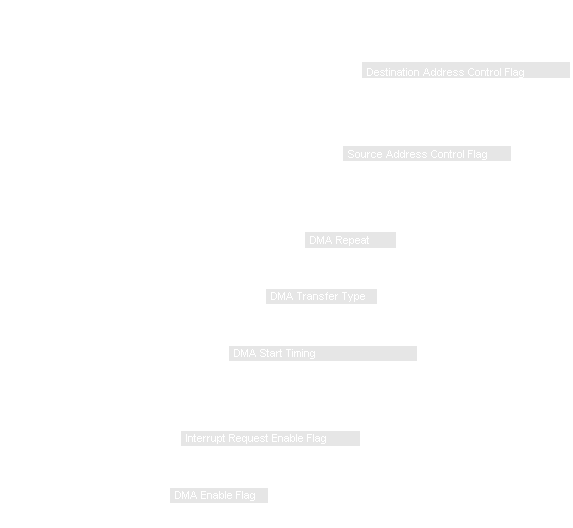 Destination Address Control Flag
Source Address Control Flag
DMA Repeat
DMA Transfer Type
DMA Start Timing
Interrupt Request Enable Flag
DMA Enable Flag